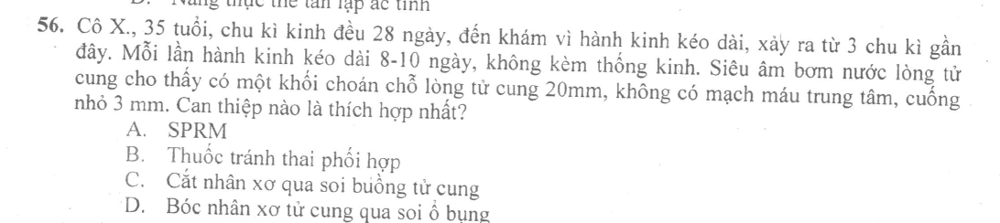 D. Nang thực thể tân lập ác tính
56. Cô X., 35 tuổi, chu kì kinh đều 28 ngày, đến khám vì hành kinh kéo dài, xảy ra từ 3 chu kì gần
đây. Mỗi lần hành kinh kéo dài 8-10 ngày, không kèm thống kinh. Siêu âm bơm nước lòng tử
cung cho thấy có một khối choán chỗ lòng tử cung 20mm, không có mạch máu trung tâm, cuống
nhỏ 3 mm. Can thiệp nào là thích hợp nhất?
A. SPRM
B. Thuốc tránh thai phối hợp
C. Cắt nhân xơ qua soi buồng tử cung
D. Bóc nhân xơ tử cung qua soi ổ bụng